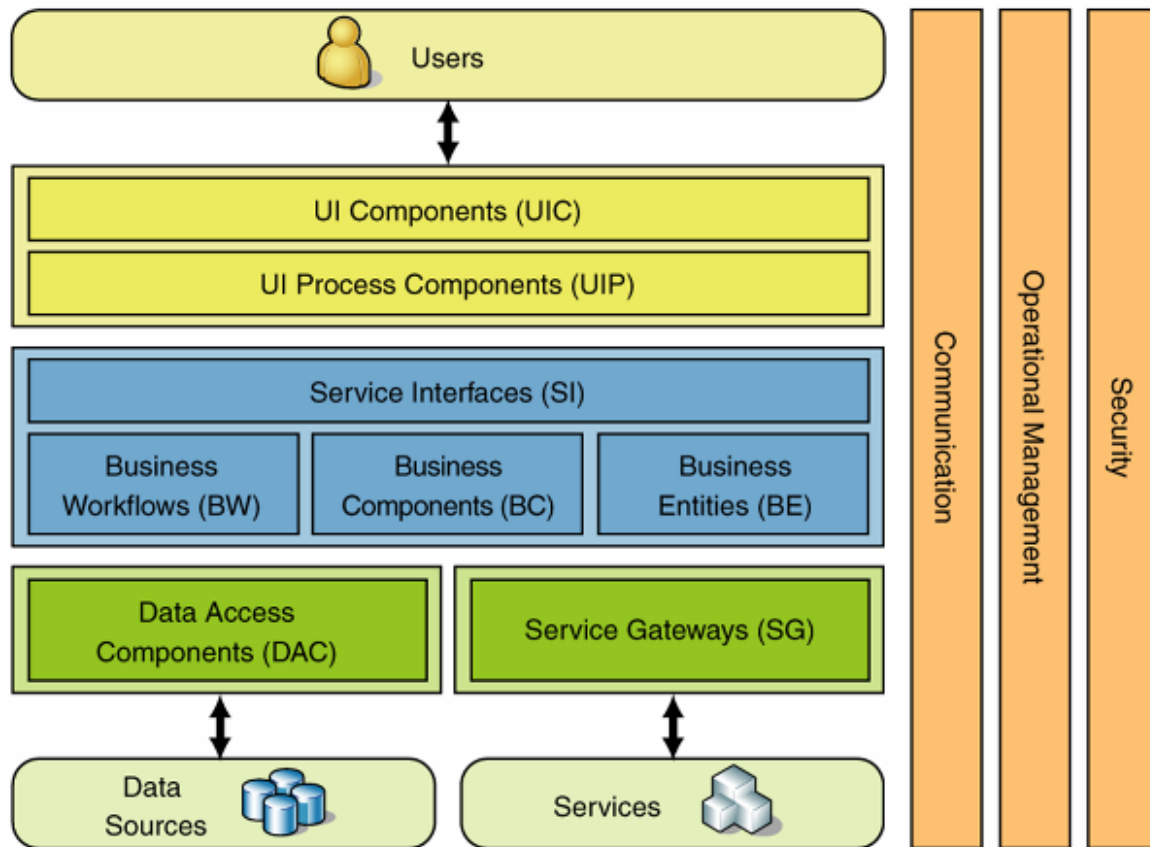 Users
UI Components (UIC)
UI Process Components (UIP)
Service Interfaces (SI)
Business
Workflows (BW)
Business
Components (BC)
Business
Entities (BE)
Data Access
Components (DAC)
Service Gateways (SG)
Data
Sources
Services
Communication
Operational Management
Security